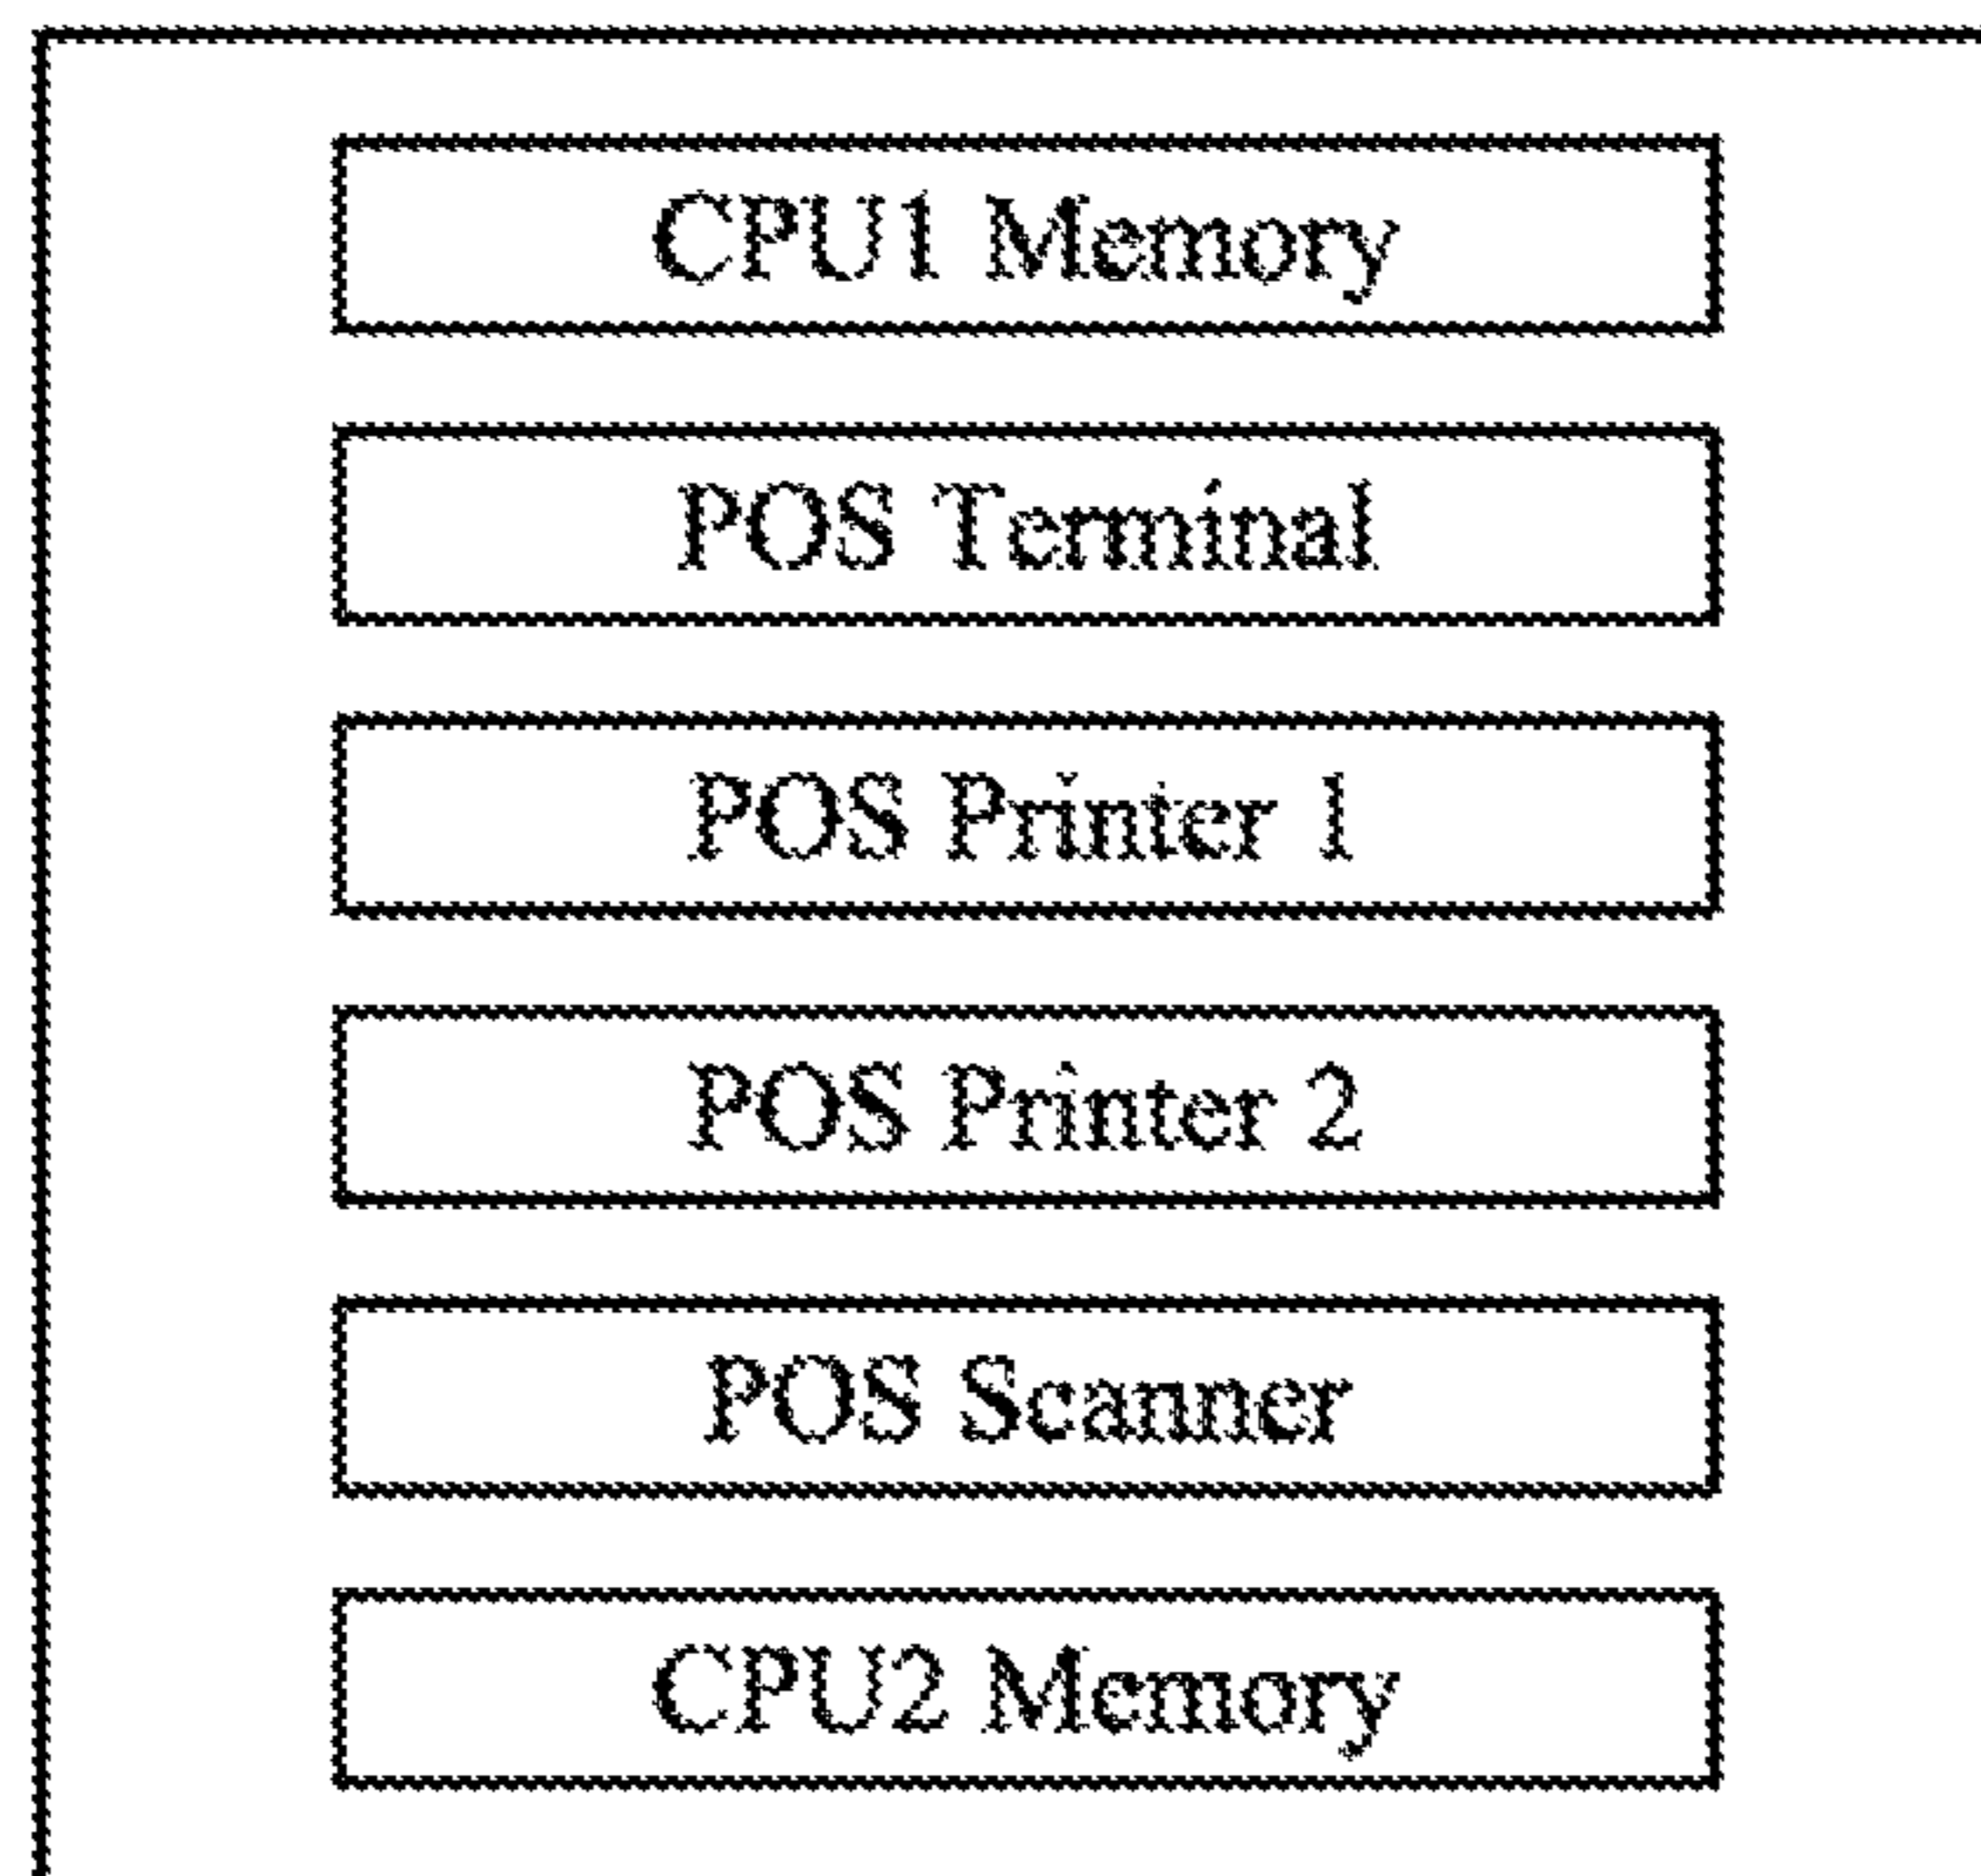 CPU1 Memory
POS Terminal
POS Printer 1
POS Printer 2
POS Scanner
CPU2 Memory